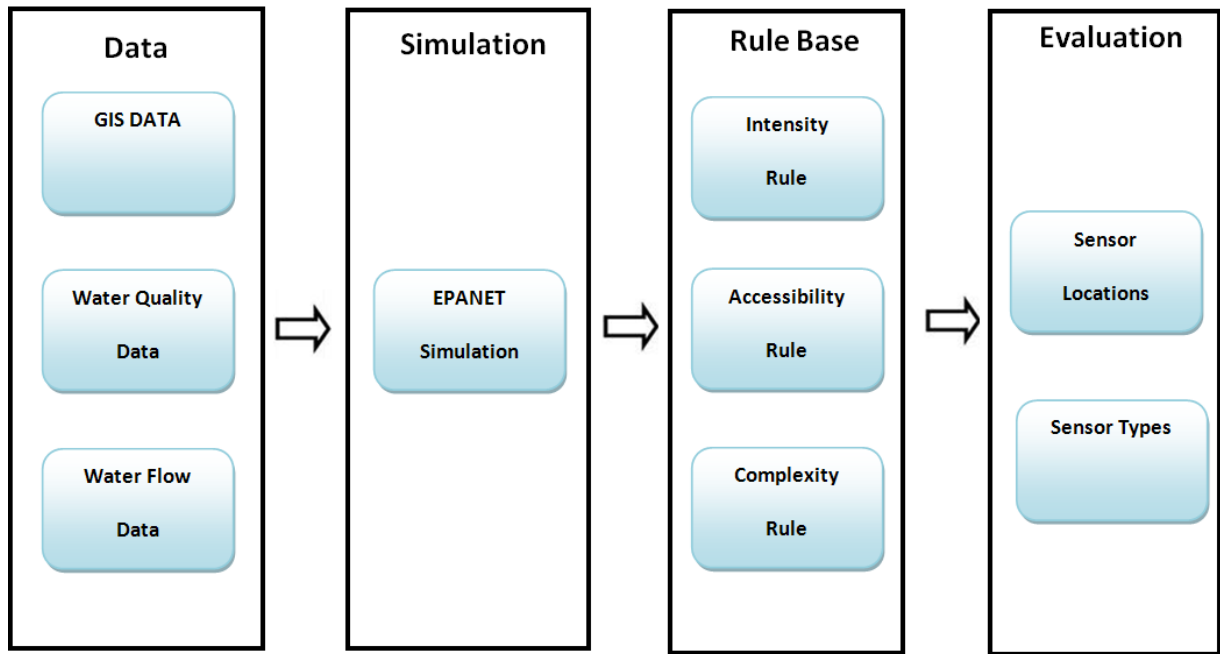 Data
GIS DATA
Water Quality
Data
Water Flow
Data
Simulation
EPANET
Simulation
Rule Base
Intensity
Rule
Accessibility
Rule
Complexity
Rule
Evaluation
Sensor
Locations
Sensor Types